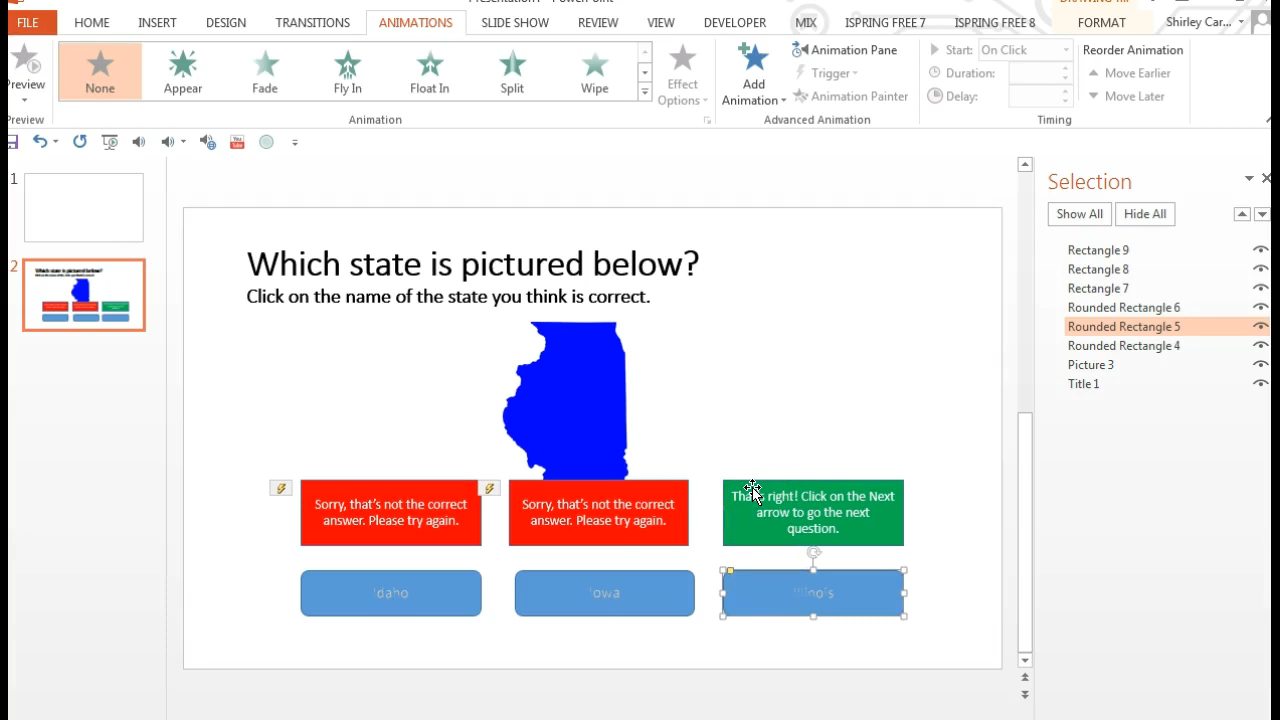 FILE HOME INSERT DESIGN TRANSITIONS ANIMATIONS SLIDE SHOW REVIEW VIEW DEVELOPER MIX ISPRING FREE 7 ISPRING FREE 8 FORMAT Shirley Car...
Preview
None Appear Fade Fly In Float In Split Wipe
Effect
Options
Add
Animation
Animation Pane
Trigger
Animation Painter
Start: On Click
Duration:
Delay:
Reorder Animation
Move Earlier
Move Later
Preview Animation Advanced Animation Timing
You
Tube
1
2
Which state is pictured below?
Click on the name of the state you think is correct.
Sorry, that's not the correct
answer. Please try again.
Sorry, that's not the correct
answer. Please try again.
right! Click on the Next
arrow to go the next
question.
Idaho
Iowa
Illinois
Selection
Show All Hide All
Rectangle 9
Rectangle 8
Rectangle 7
Rounded Rectangle 6
Rounded Rectangle 5
Rounded Rectangle 4
Picture 3
Title 1